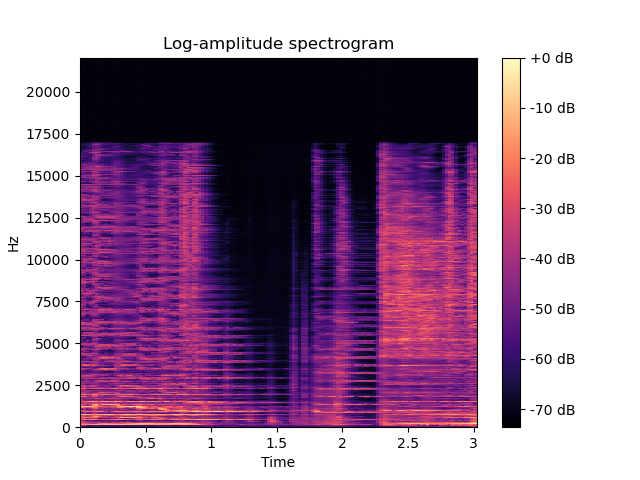 Log-amplitude spectrogram
Hz
20000
17500
15000
12500
10000
7500
5000
2500
0
0 0.5 1 1.5 2 2.5 3
Time
+0 dB
-10 dB
-20 dB
-30 dB
-40 dB
-50 dB
-60 dB
-70 dB